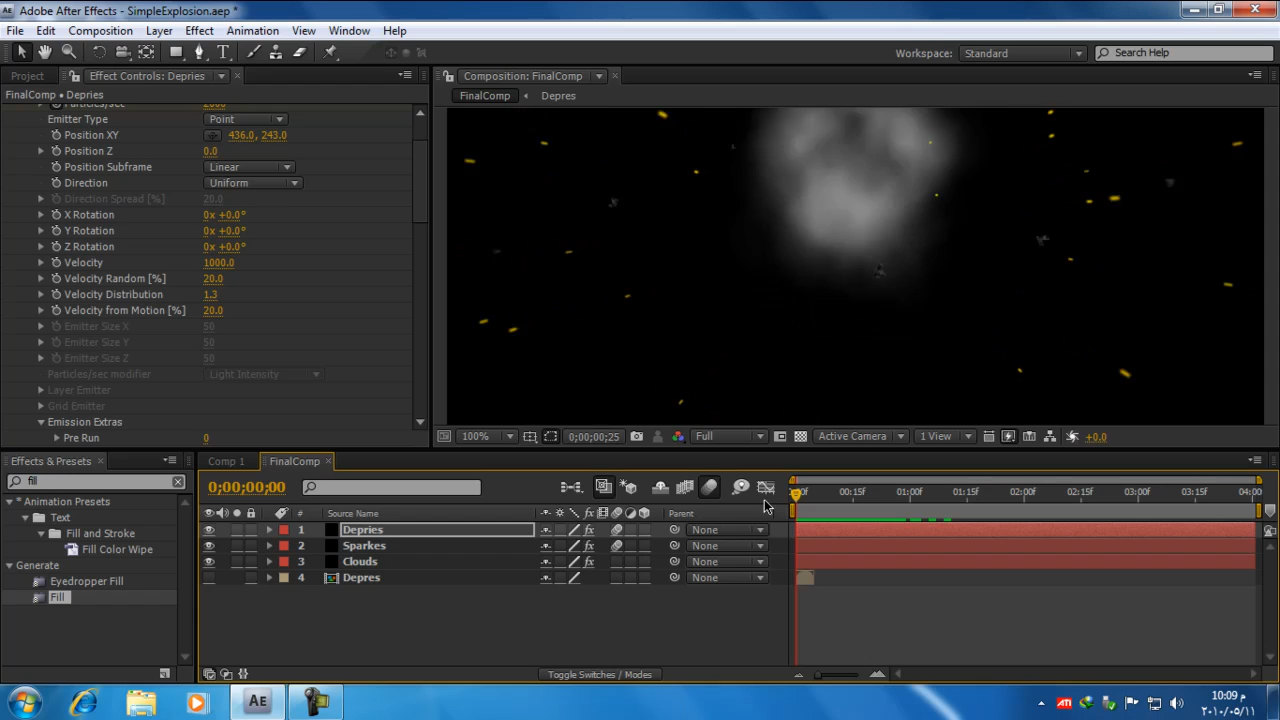 Adobe After Effects - SimpleExplosion.aep *
File Edit Composition Layer Effect Animation View Window Help
Workspace: Standard Search Help
Project Effect Controls: Depries Composition: FinalComp
FinalComp • Depries FinalComp Depres
Particles/sec 2000
Emitter Type Point
Position XY 436.0, 243.0
Position Z 0.0
Position Subframe Linear
Direction Uniform
Direction Spread [%] 20.0
X Rotation 0x +0.0°
Y Rotation 0x +0.0°
Z Rotation 0x +0.0°
Velocity 1000.0
Velocity Random [%] 20.0
Velocity Distribution 1.3
Velocity from Motion [%] 20.0
Emitter Size X 50
Emitter Size Y 50
Emitter Size Z 50
Particles/sec modifier Light Intensity
Layer Emitter
Grid Emitter
Emission Extras
Pre Run 0
100% 0;00;00;25 Full Active Camera 1 View +0.0
Effects & Presets Comp 1 FinalComp
fill
0;00;00;00
* Animation Presets
Text
Fill and Stroke
Fill Color Wipe
Generate
Eyedropper Fill
Fill
00:15f 01:00f 01:15f 02:00f 02:15f 03:00f 03:15f 04:00
# Source Name Parent
1 Depries fx None
2 Sparkes fx None
3 Clouds fx None
4 Depres None
Toggle Switches / Modes
Ae ATI
10:09 م
٢٠١٠/٠٥/١١